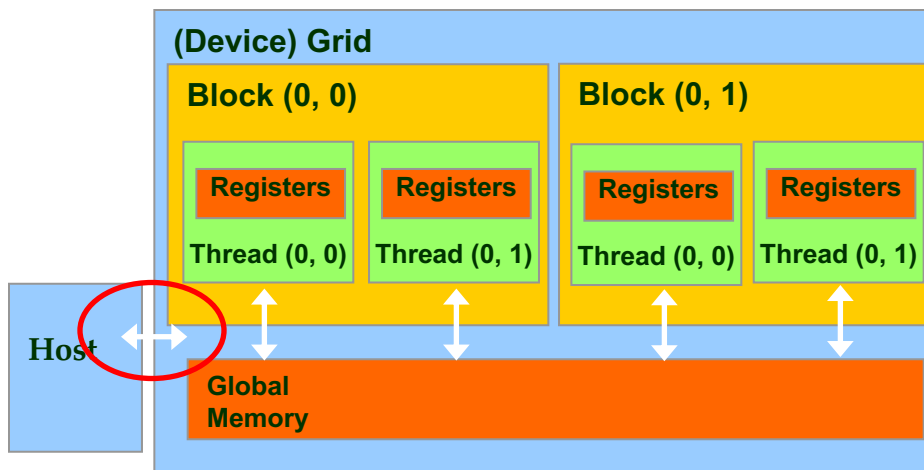 (Device) Grid
Block (0, 0)
Block (0, 1)
Registers
Registers
Registers
Registers
Thread (0, 0)
Thread (0, 1)
Thread (0, 0)
Thread (0, 1)
Host
Global
Memory